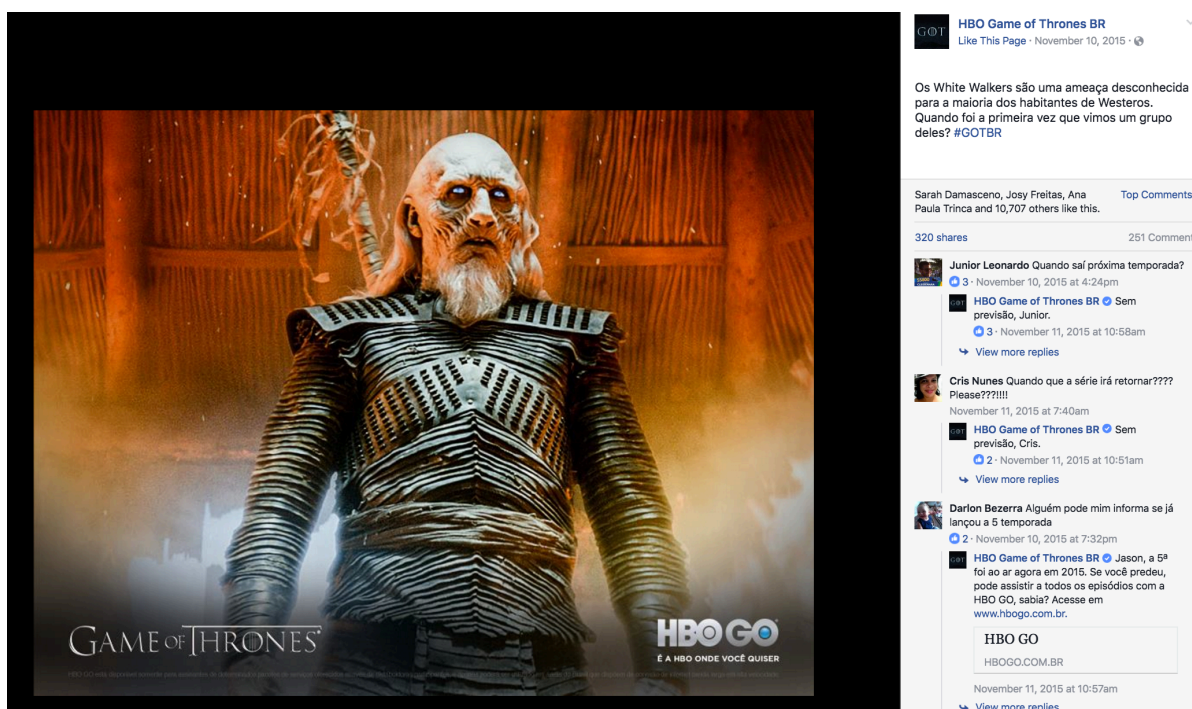 GOT
HBO Game of Thrones BR
Like This Page · November 10, 2015 ·
Os White Walkers são uma ameaça desconhecida
para a maioria dos habitantes de Westeros.
Quando foi a primeira vez que vimos um grupo
deles? #GOTBR
Sarah Damasceno, Josy Freitas, Ana
Paula Trinca and 10,707 others like this.
Top Comments
320 shares
251 Comment
Junior Leonardo Quando saí próxima temporada?
3 · November 10, 2015 at 4:24pm
GOT
HBO Game of Thrones BR Sem
previsão, Junior.
3 · November 11, 2015 at 10:58am
View more replies
Cris Nunes Quando que a série irá retornar????
Please???!!!!
November 11, 2015 at 7:40am
GOT
HBO Game of Thrones BR Sem
previsão, Cris.
2 · November 11, 2015 at 10:51am
View more replies
Darlon Bezerra Alguém pode mim informa se já
lançou a 5 temporada
2 · November 10, 2015 at 7:32pm
GOT
HBO Game of Thrones BR Jason, a 5ª
foi ao ar agora em 2015. Se você predeu,
pode assistir a todos os episódios com a
HBO GO, sabia? Acesse em
www.hbogo.com.br.
HBO GO
HBOGO.COM.BR
November 11, 2015 at 10:57am
View more replies
GAME OF THRONES
HBO GO
É A HBO ONDE VOCÊ QUISER